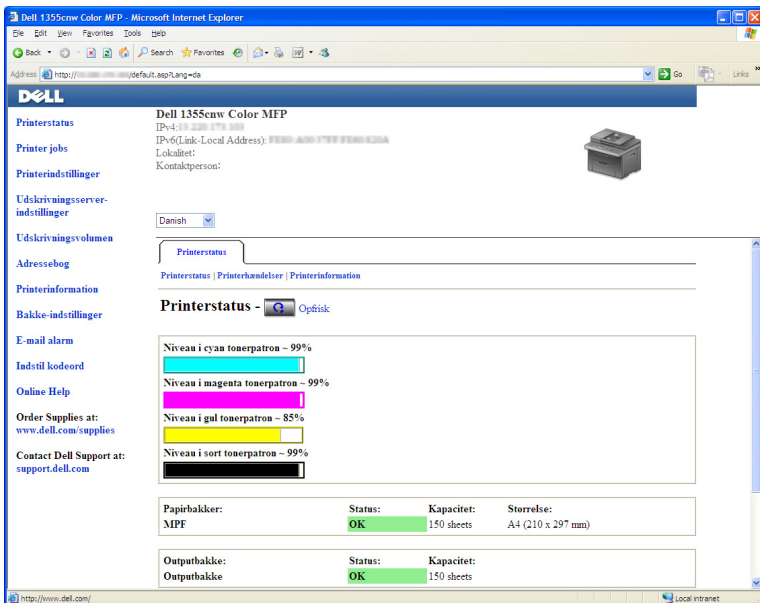 Dell 1355cnw Color MFP - Microsoft Internet Explorer
File Edit View Favorites Tools Help
Back Search Favorites
Address http:// /default.asp?Lang=da Go Links
DELL
Dell 1355cnw Color MFP
IPv4:
IPv6(Link-Local Address):
Lokalitet:
Kontaktperson:
Danish
Printerstatus
Printer jobs
Printerindstillinger
Udskrivningsserver-
indstillinger
Udskrivningsvolumen
Adressebog
Printerinformation
Bakke-indstillinger
E-mail alarm
Indstil kodeord
Online Help
Order Supplies at:
www.dell.com/supplies
Contact Dell Support at:
support.dell.com
Printerstatus
Printerstatus | Printerhændelser | Printerinformation
Printerstatus - Opfrisk
Niveau i cyan tonerpatron ~ 99%
Niveau i magenta tonerpatron ~ 99%
Niveau i gul tonerpatron ~ 85%
Niveau i sort tonerpatron ~ 99%
Papirbakker: Status: Kapacitet: Størrelse:
MPF OK 150 sheets A4 (210 x 297 mm)
Outputbakke: Status: Kapacitet:
Outputbakke OK 150 sheets
http://www.dell.com/ Local intranet